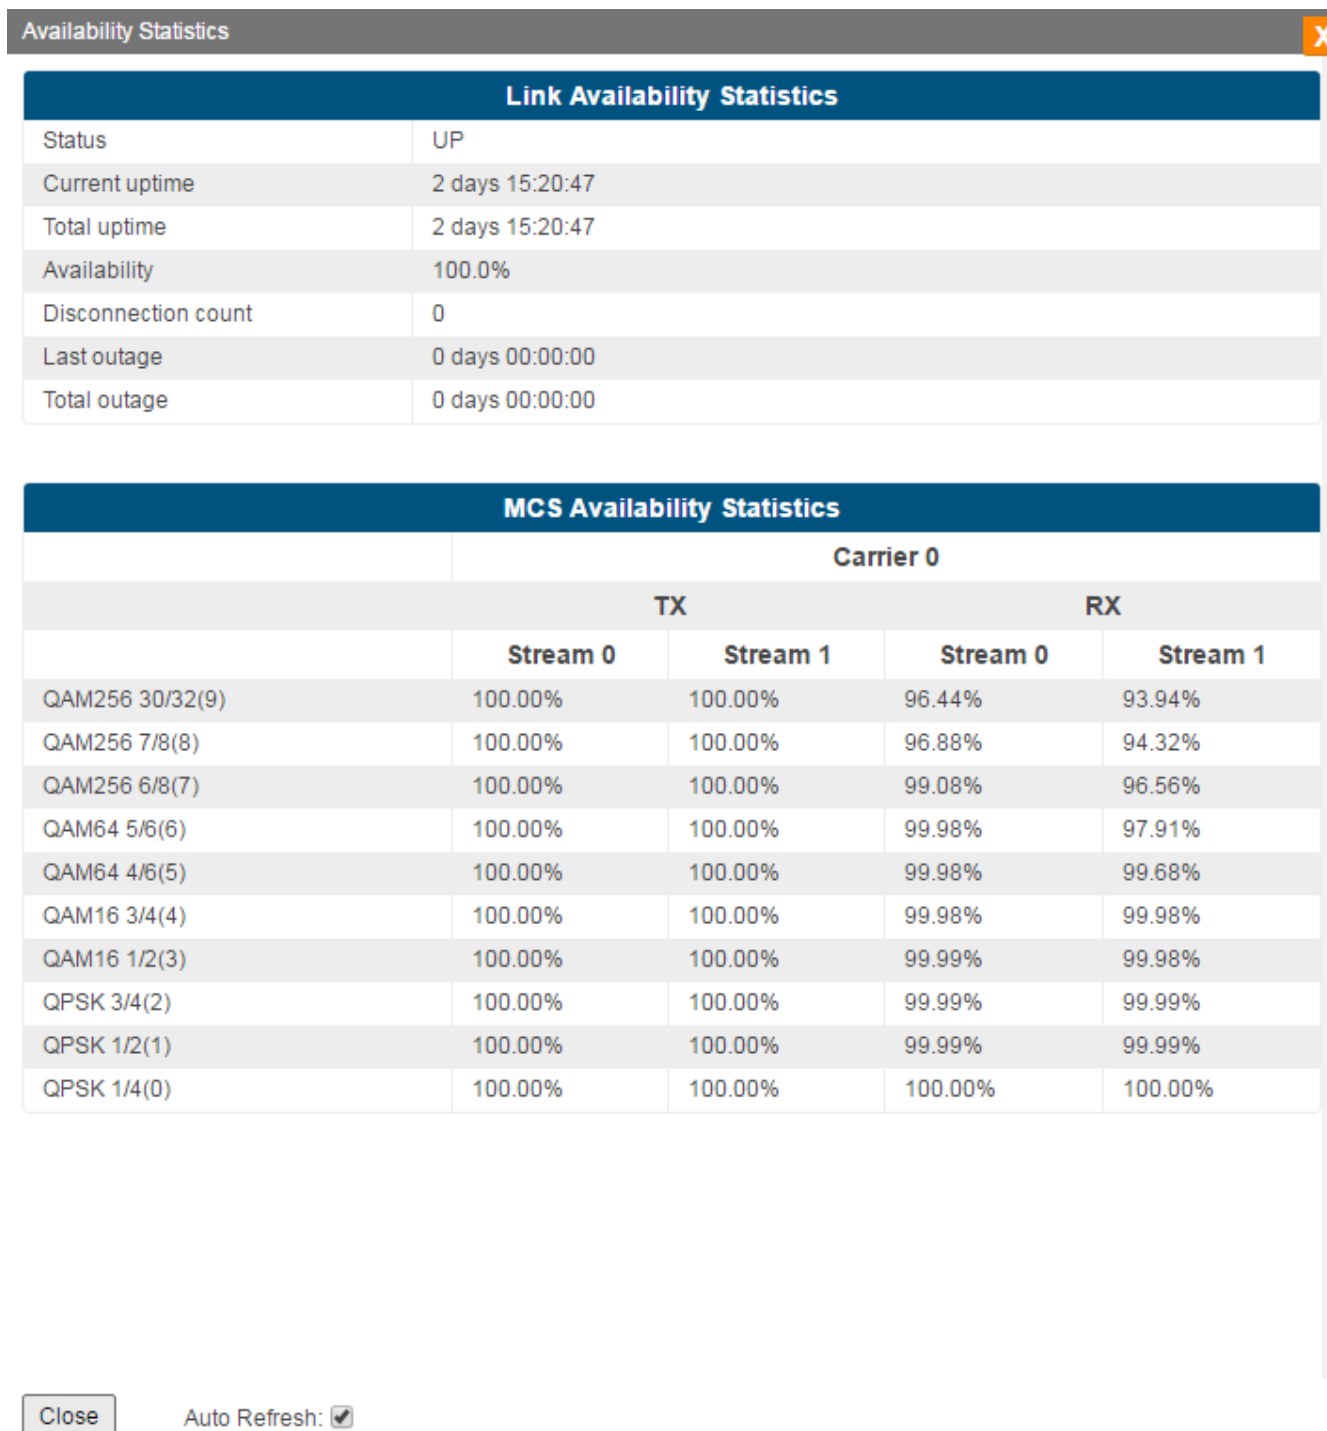 Availability Statistics
X
Link Availability Statistics
Status UP
Current uptime 2 days 15:20:47
Total uptime 2 days 15:20:47
Availability 100.0%
Disconnection count 0
Last outage 0 days 00:00:00
Total outage 0 days 00:00:00
MCS Availability Statistics
Carrier 0
TX RX
Stream 0 Stream 1 Stream 0 Stream 1
QAM256 30/32(9) 100.00% 100.00% 96.44% 93.94%
QAM256 7/8(8) 100.00% 100.00% 96.88% 94.32%
QAM256 6/8(7) 100.00% 100.00% 99.08% 96.56%
QAM64 5/6(6) 100.00% 100.00% 99.98% 97.91%
QAM64 4/6(5) 100.00% 100.00% 99.98% 99.68%
QAM16 3/4(4) 100.00% 100.00% 99.98% 99.98%
QAM16 1/2(3) 100.00% 100.00% 99.99% 99.98%
QPSK 3/4(2) 100.00% 100.00% 99.99% 99.99%
QPSK 1/2(1) 100.00% 100.00% 99.99% 99.99%
QPSK 1/4(0) 100.00% 100.00% 100.00% 100.00%
Close Auto Refresh: